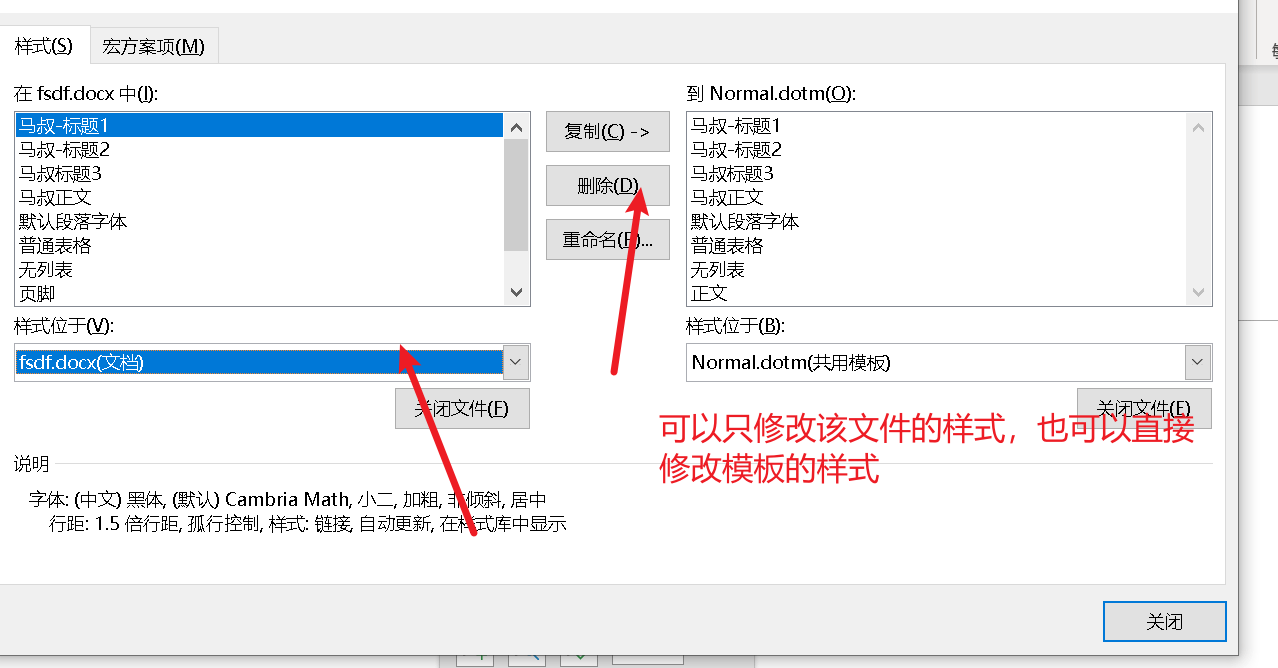 样式(S) 宏方案项(M)
在 fsdf.docx 中(I): 到 Normal.dotm(O):
马叔-标题1
马叔-标题2
马叔标题3
马叔正文
默认段落字体
普通表格
无列表
页脚
复制(C) ->
删除(D)
重命名(R)...
马叔-标题1
马叔-标题2
马叔标题3
马叔正文
默认段落字体
普通表格
无列表
正文
样式位于(V): 样式位于(B):
fsdf.docx(文档) Normal.dotm(共用模板)
关闭文件(F) 关闭文件(E)
可以只修改该文件的样式，也可以直接
修改模板的样式
说明
字体: (中文) 黑体, (默认) Cambria Math, 小二, 加粗, 非倾斜, 居中
行距: 1.5 倍行距, 孤行控制, 样式: 链接, 自动更新, 在样式库中显示
关闭